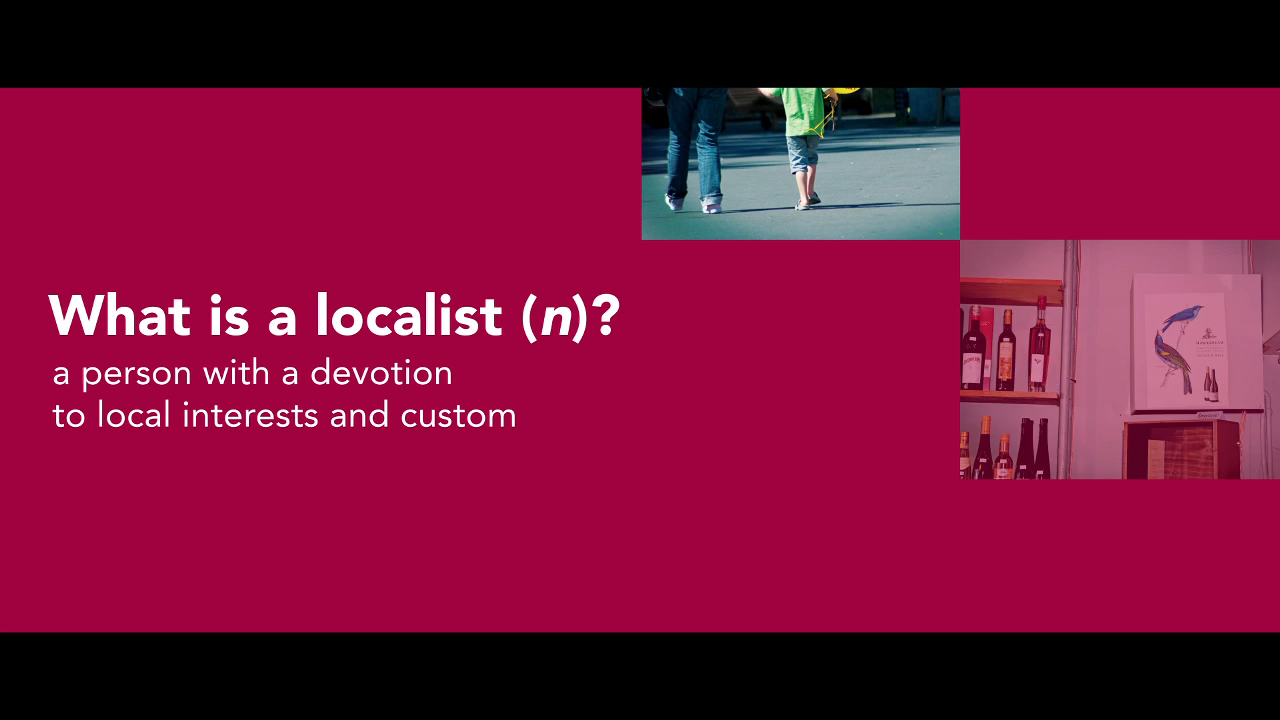 What is a localist (n)?
a person with a devotion
to local interests and custom